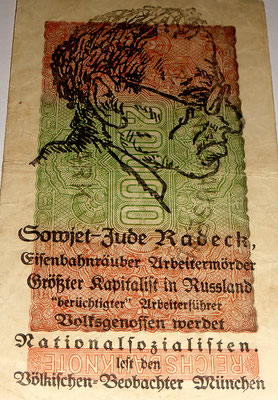 Sowjet-Jude Radeck,
Eisenbahnräuber Arbeitermörder
Größter Kapitalist in Russland
"berüchtigter" Arbeiterführer
Volksgenossen werdet
Nationalsozialisten.
lest den
Völkischen-Beobachter München
REICHSBANKNOTE